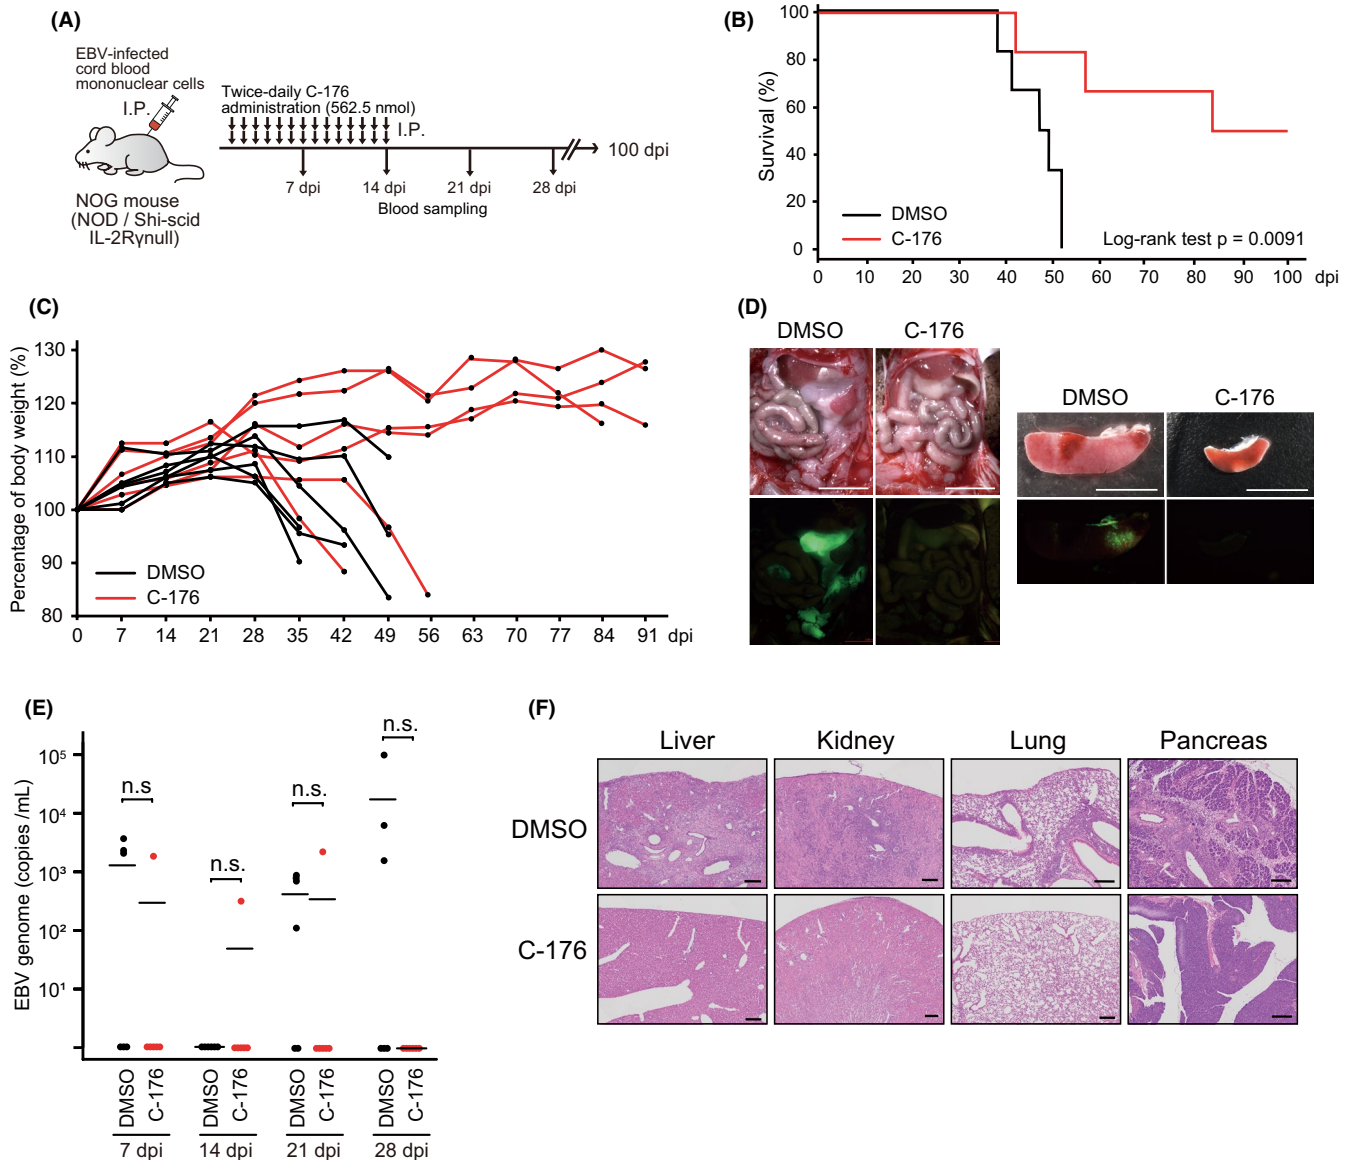 (A)
EBV-infected
cord blood
mononuclear cells
I.P.
NOG mouse
(NOD / Shi-scid
IL-2Rγnull)
Twice-daily C-176
administration (562.5 nmol)
I.P.
100 dpi
7 dpi 14 dpi 21 dpi 28 dpi
Blood sampling
(B)
Survival (%)
100
80
60
40
20
0
DMSO
C-176
Log-rank test p = 0.0091
0 10 20 30 40 50 60 70 80 90 100 dpi
(C)
Percentage of body weight (%)
130
120
110
100
90
80
DMSO
C-176
0 7 14 21 28 35 42 49 56 63 70 77 84 91 dpi
(D)
DMSO C-176
DMSO C-176
(E)
EBV genome (copies /mL)
10⁵
10⁴
10³
10²
10¹
n.s
n.s.
n.s.
n.s.
DMSO C-176 DMSO C-176 DMSO C-176 DMSO C-176
7 dpi 14 dpi 21 dpi 28 dpi
(F)
Liver Kidney Lung Pancreas
DMSO
C-176